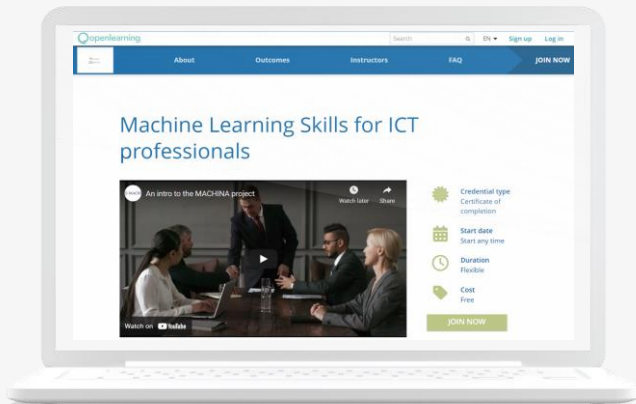 openlearning
Search
EN
Sign up
Log in
About
Outcomes
Instructors
FAQ
JOIN NOW
Machine Learning Skills for ICT
professionals
An intro to the MACHINA project
Watch later
Share
Watch on YouTube
Credential type
Certificate of
completion
Start date
Start any time
Duration
Flexible
Cost
Free
JOIN NOW